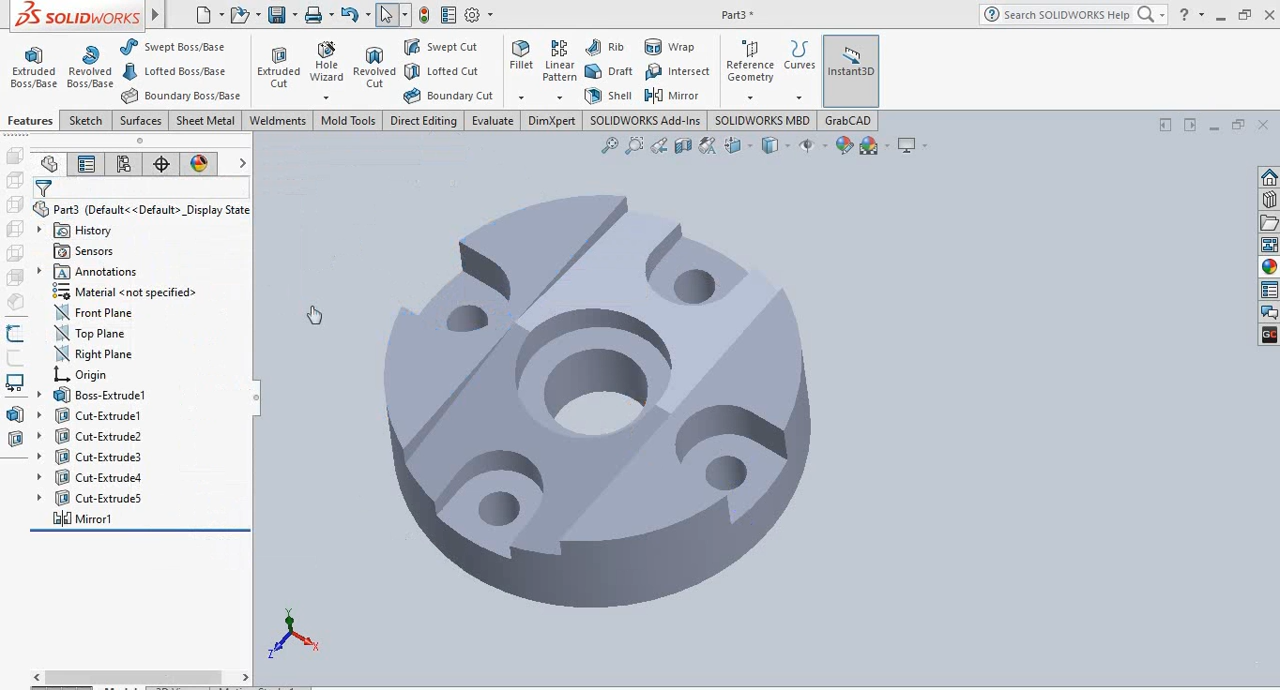 SOLIDWORKS
Part3 *
Search SOLIDWORKS Help
?
Extruded Boss/Base
Revolved Boss/Base
Swept Boss/Base
Lofted Boss/Base
Boundary Boss/Base
Extruded Cut
Hole Wizard
Revolved Cut
Swept Cut
Lofted Cut
Boundary Cut
Fillet
Linear Pattern
Rib
Draft
Shell
Wrap
Intersect
Mirror
Reference Geometry
Curves
Instant3D
Features
Sketch
Surfaces
Sheet Metal
Weldments
Mold Tools
Direct Editing
Evaluate
DimXpert
SOLIDWORKS Add-Ins
SOLIDWORKS MBD
GrabCAD
Part3 (Default<<Default>_Display State
History
Sensors
Annotations
Material <not specified>
Front Plane
Top Plane
Right Plane
Origin
Boss-Extrude1
Cut-Extrude1
Cut-Extrude2
Cut-Extrude3
Cut-Extrude4
Cut-Extrude5
Mirror1
Y
X
Z